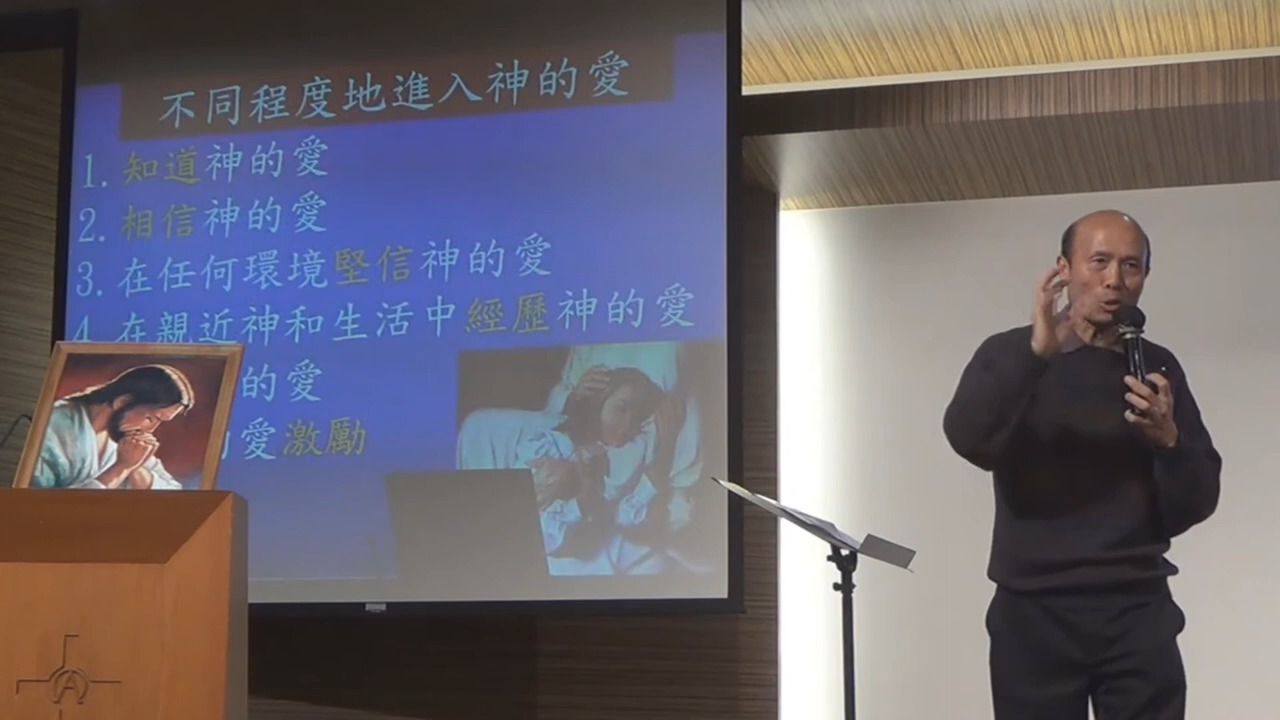 不同程度地進入神的愛
1. 知道神的愛
2. 相信神的愛
3. 在任何環境堅信神的愛
4. 在親近神和生活中經歷神的愛
的愛
愛激勵